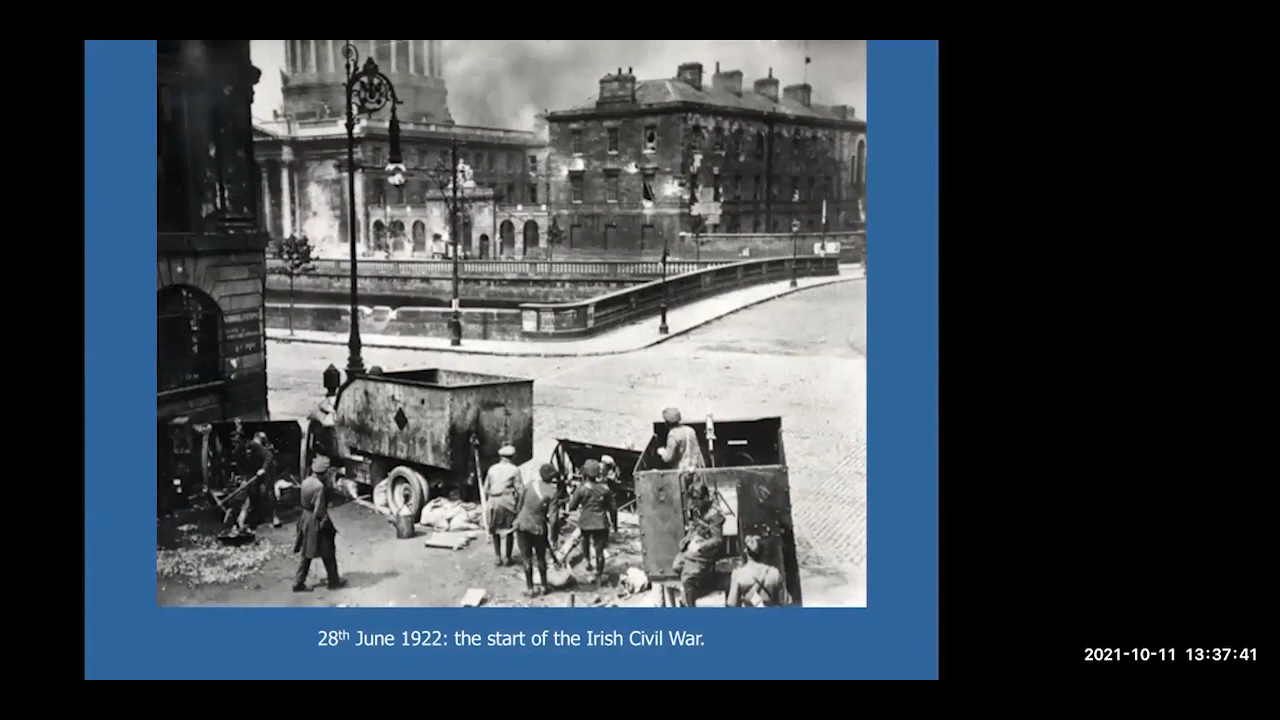 28th June 1922: the start of the Irish Civil War.
2021-10-11 13:37:41